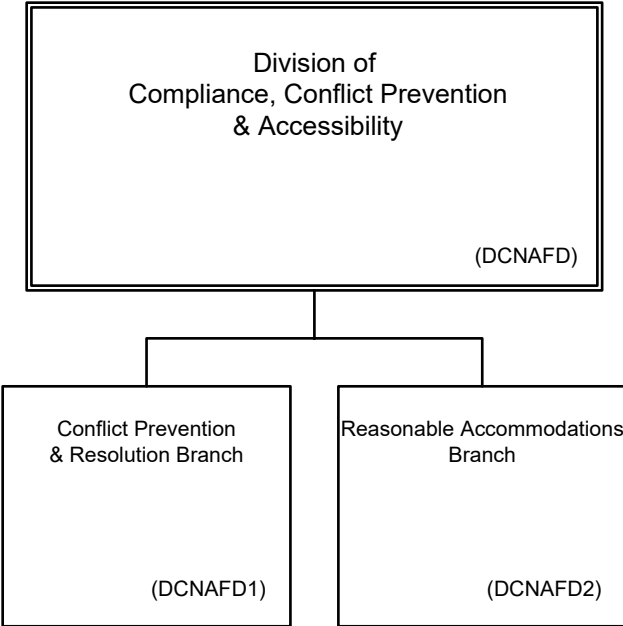 Division of
Compliance, Conflict Prevention
& Accessibility
(DCNAFD)
Conflict Prevention
& Resolution Branch
(DCNAFD1)
Reasonable Accommodations
Branch
(DCNAFD2)